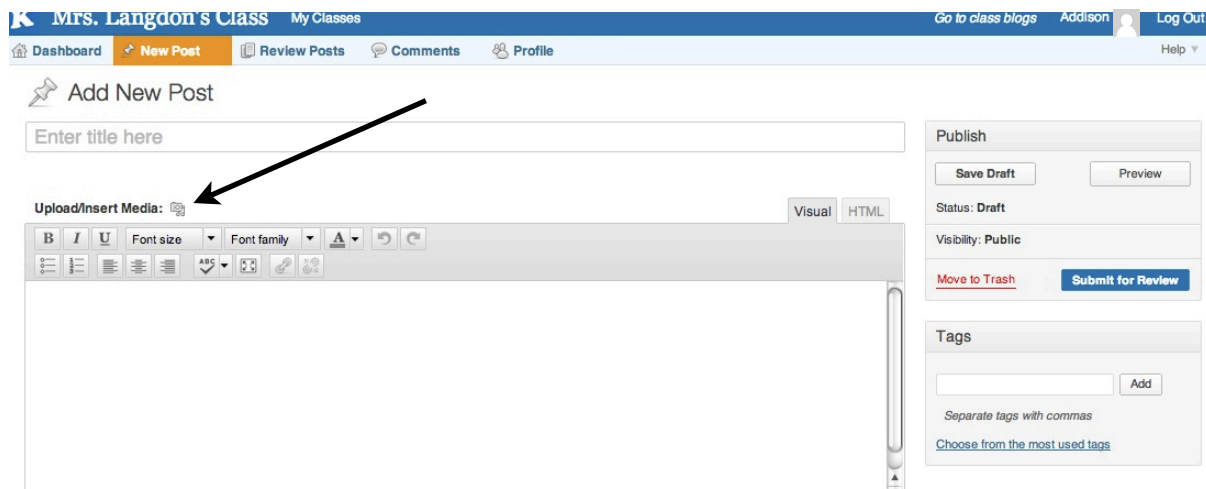 K Mrs. Langdon's Class My Classes Go to class blogs Addison Log Out
Dashboard New Post Review Posts Comments Profile Help
Add New Post
Enter title here
Publish
Save Draft Preview
Upload/Insert Media:
Visual HTML
Status: Draft
B I U Font size Font family A
Visibility: Public
ABC
Move to Trash Submit for Review
Tags
Add
Separate tags with commas
Choose from the most used tags